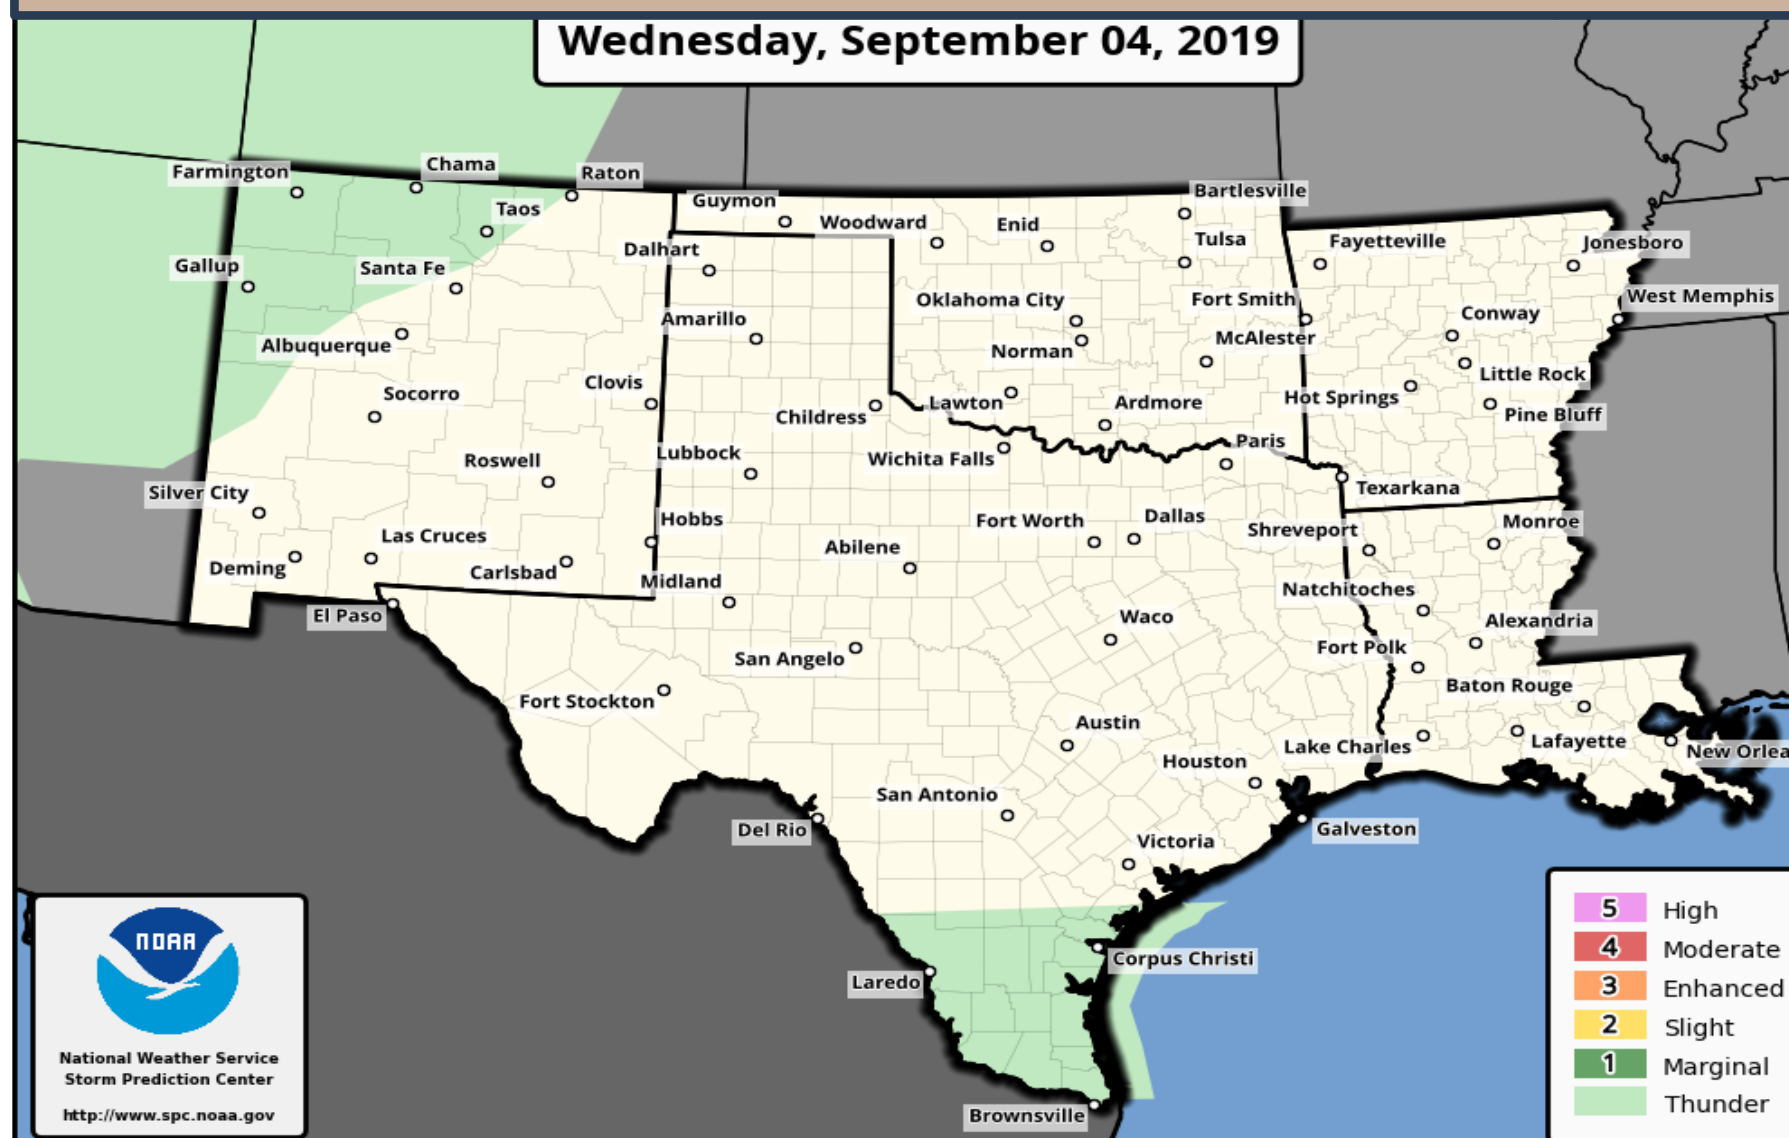 Wednesday, September 04, 2019
Farmington
Chama
Raton
Taos
Guymon
Woodward
Enid
Bartlesville
Tulsa
Fayetteville
Jonesboro
Gallup
Santa Fe
Dalhart
Oklahoma City
Fort Smith
West Memphis
Amarillo
Conway
Albuquerque
Norman
McAlester
Little Rock
Socorro
Clovis
Childress
Lawton
Ardmore
Hot Springs
Pine Bluff
Roswell
Lubbock
Wichita Falls
Paris
Silver City
Texarkana
Las Cruces
Hobbs
Abilene
Fort Worth
Dallas
Shreveport
Monroe
Deming
Carlsbad
Midland
Natchitoches
El Paso
Waco
Alexandria
San Angelo
Fort Polk
Fort Stockton
Baton Rouge
Austin
Houston
Lake Charles
Lafayette
New Orlea
San Antonio
Del Rio
Victoria
Galveston
Corpus Christi
Laredo
Brownsville
NOAA
National Weather Service
Storm Prediction Center
http://www.spc.noaa.gov
5 High
4 Moderate
3 Enhanced
2 Slight
1 Marginal
Thunder